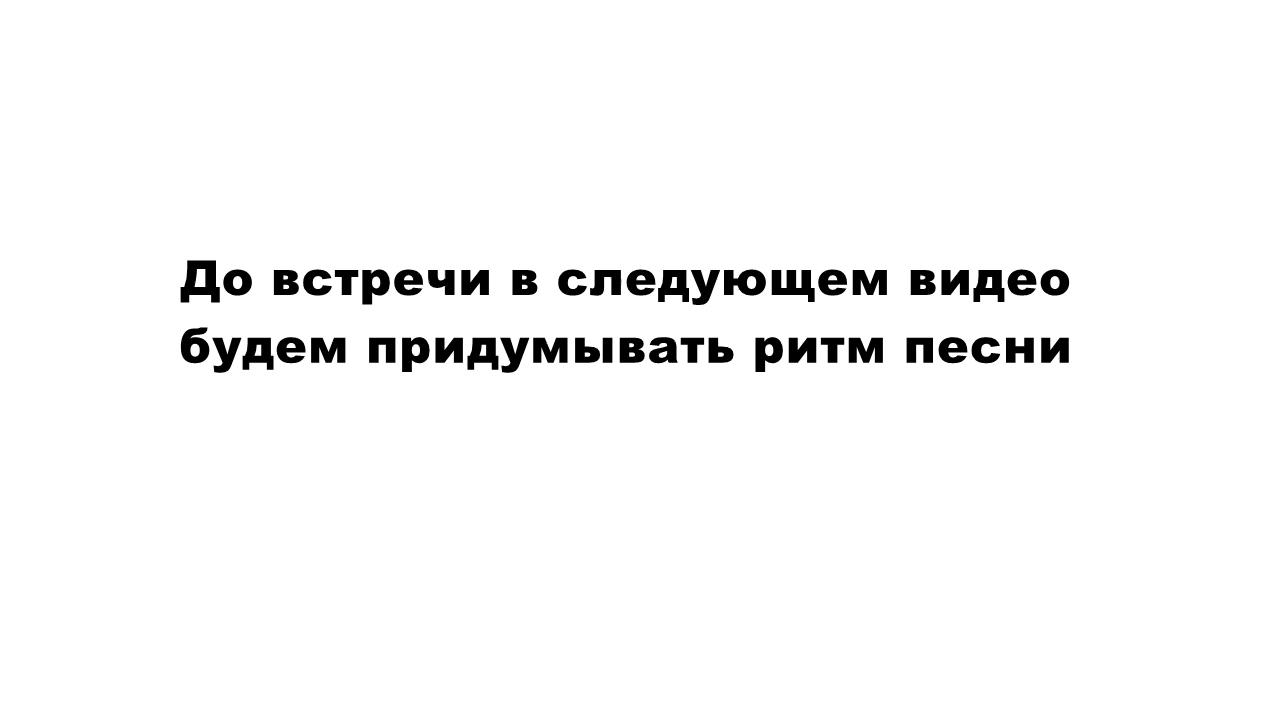 До встречи в следующем видео
будем придумывать ритм песни